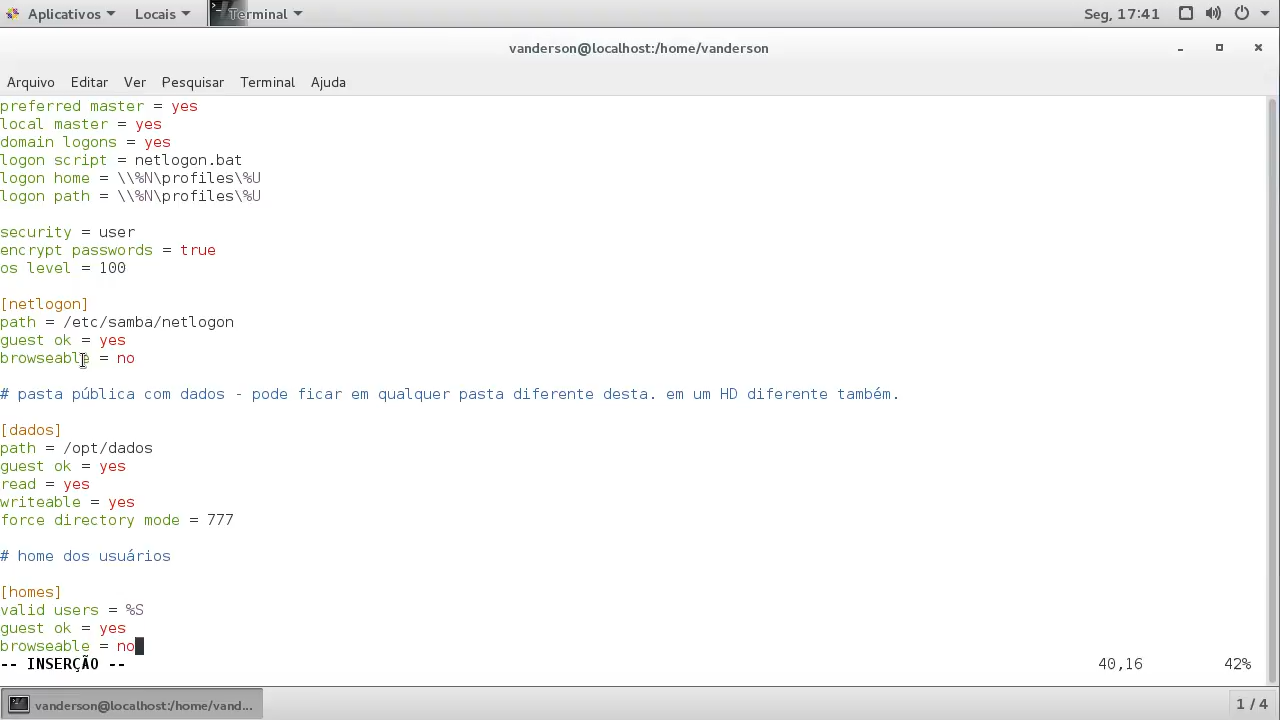 Aplicativos Locais Terminal Seg, 17:41
vanderson@localhost:/home/vanderson
Arquivo Editar Ver Pesquisar Terminal Ajuda
preferred master = yes
local master = yes
domain logons = yes
logon script = netlogon.bat
logon home = \\%N\profiles\%U
logon path = \\%N\profiles\%U
security = user
encrypt passwords = true
os level = 100
[netlogon]
path = /etc/samba/netlogon
guest ok = yes
browseable = no
# pasta pública com dados - pode ficar em qualquer pasta diferente desta. em um HD diferente também.
[dados]
path = /opt/dados
guest ok = yes
read = yes
writeable = yes
force directory mode = 777
# home dos usuários
[homes]
valid users = %S
guest ok = yes
browseable = no
-- INSERÇÃO -- 40,16 42%
vanderson@localhost:/home/vand... 1 / 4